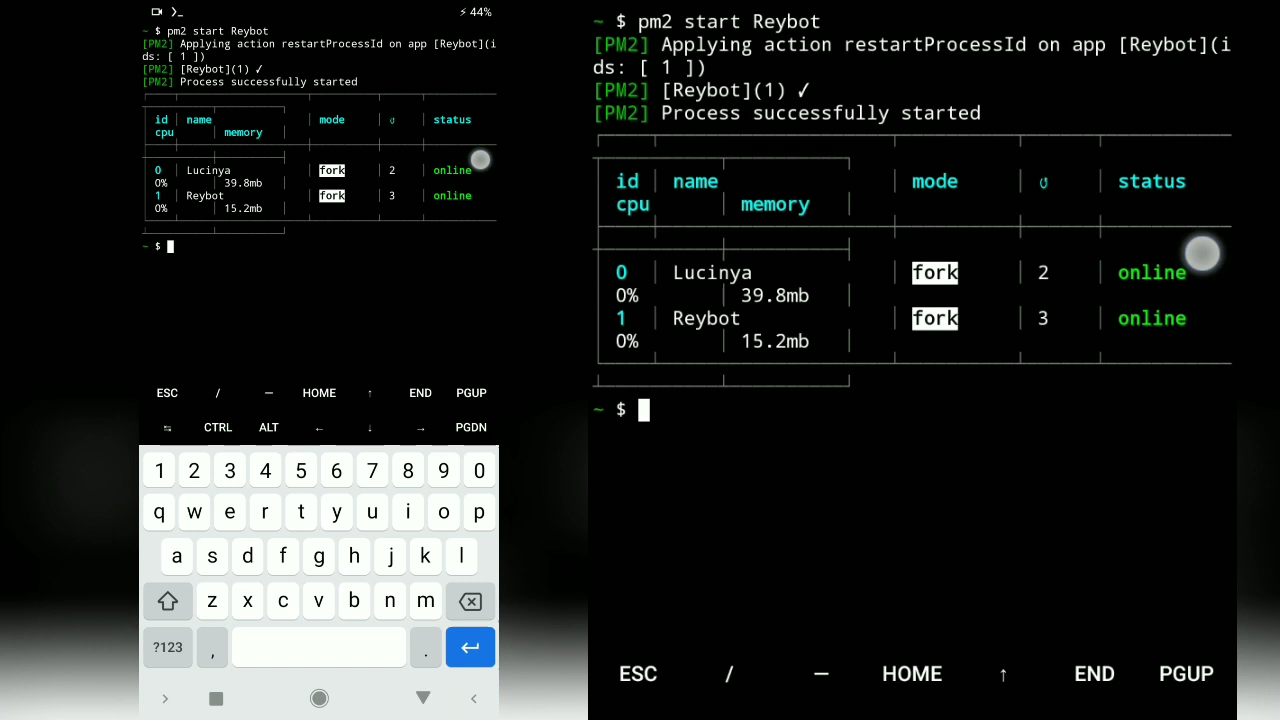 44%
~ $ pm2 start Reybot
[PM2] Applying action restartProcessId on app [Reybot](i
ds: [ 1 ])
[PM2] [Reybot](1) ✓
[PM2] Process successfully started
id name mode ↺ status
cpu memory
0 Lucinya fork 2 online
0% 39.8mb
1 Reybot fork 3 online
0% 15.2mb
~ $
ESC / — HOME ↑ END PGUP
↹ CTRL ALT ← ↓ → PGDN
1 2 3 4 5 6 7 8 9 0
q w e r t y u i o p
a s d f g h j k l
z x c v b n m
?123 , .
~ $ pm2 start Reybot
[PM2] Applying action restartProcessId on app [Reybot](i
ds: [ 1 ])
[PM2] [Reybot](1) ✓
[PM2] Process successfully started
id name mode ↺ status
cpu memory
0 Lucinya fork 2 online
0% 39.8mb
1 Reybot fork 3 online
0% 15.2mb
~ $
ESC / — HOME ↑ END PGUP